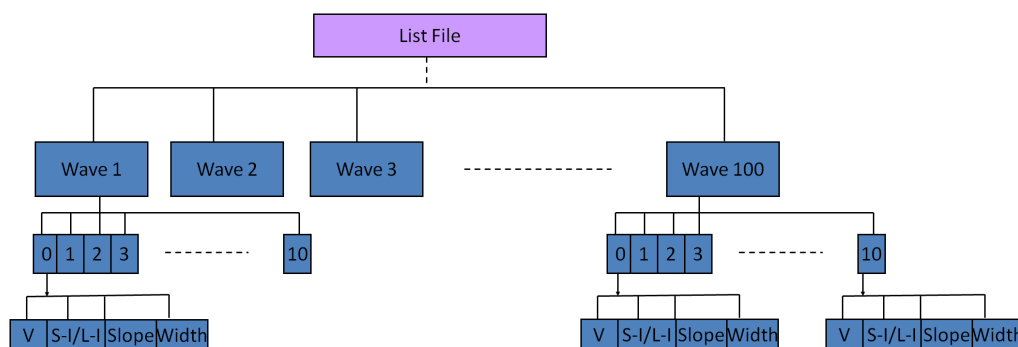 List File
Wave 1 Wave 2 Wave 3 Wave 100
0 1 2 3 10 0 1 2 3 10
V S-I/L-I Slope Width V S-I/L-I Slope Width V S-I/L-I Slope Width